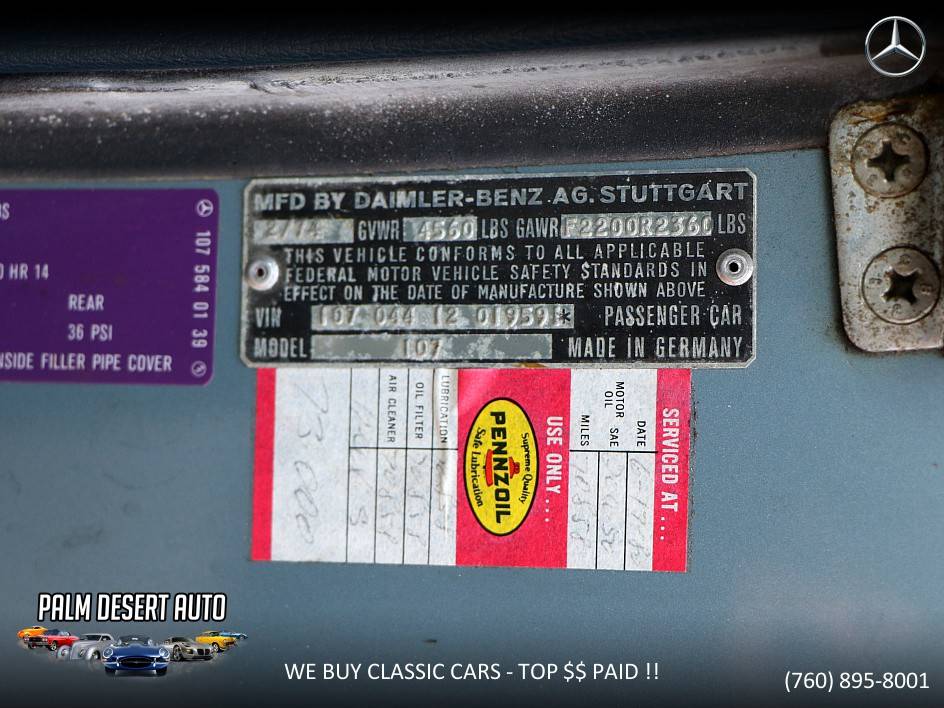 MFD BY DAIMLER-BENZ.AG.STUTTGART
2/74 GVWR 4560 LBS GAWR F2200R2360 LBS
THIS VEHICLE CONFORMS TO ALL APPLICABLE
FEDERAL MOTOR VEHICLE SAFETY STANDARDS IN
EFFECT ON THE DATE OF MANUFACTURE SHOWN ABOVE
VIN 107 044 12 019591* PASSENGER CAR
MODEL 107 MADE IN GERMANY
BS
0 HR 14
REAR
36 PSI
NSIDE FILLER PIPE COVER
107 584 01 39
SERVICED AT...
DATE
MOTOR OIL SAE
MILES
USE ONLY...
Supreme Quality
PENNZOIL
Safe Lubrication
LUBRICATION
OIL FILTER
AIR CLEANER
73000
PALM DESERT AUTO
WE BUY CLASSIC CARS - TOP $$ PAID !!
(760) 895-8001